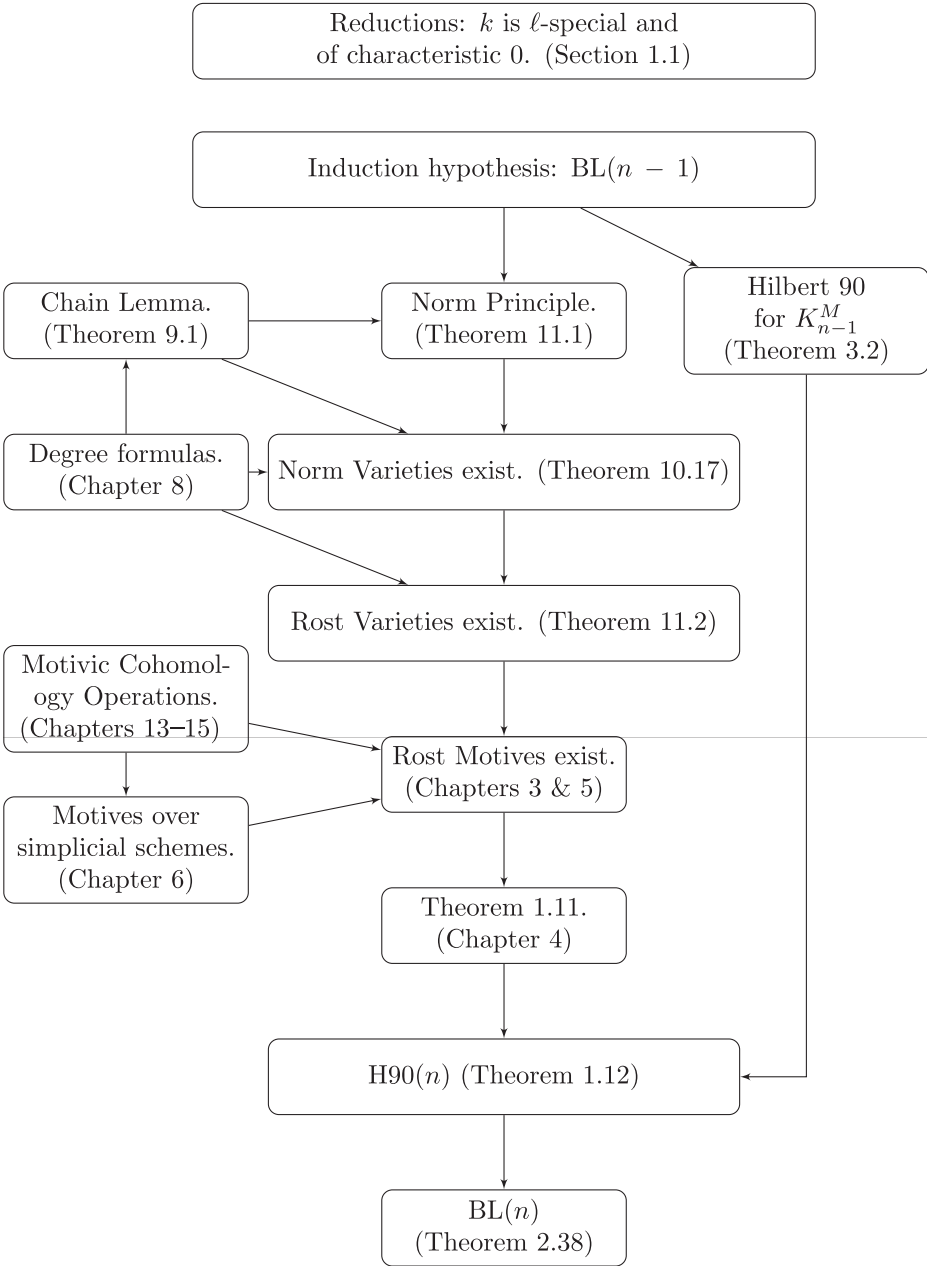 Reductions: k is ℓ-special and
of characteristic 0. (Section 1.1)
Induction hypothesis: BL(n − 1)
Chain Lemma.
(Theorem 9.1)
Norm Principle.
(Theorem 11.1)
Hilbert 90
for K^M_{n−1}
(Theorem 3.2)
Degree formulas.
(Chapter 8)
Norm Varieties exist. (Theorem 10.17)
Rost Varieties exist. (Theorem 11.2)
Motivic Cohomol-
ogy Operations.
(Chapters 13–15)
Rost Motives exist.
(Chapters 3 & 5)
Motives over
simplicial schemes.
(Chapter 6)
Theorem 1.11.
(Chapter 4)
H90(n) (Theorem 1.12)
BL(n)
(Theorem 2.38)